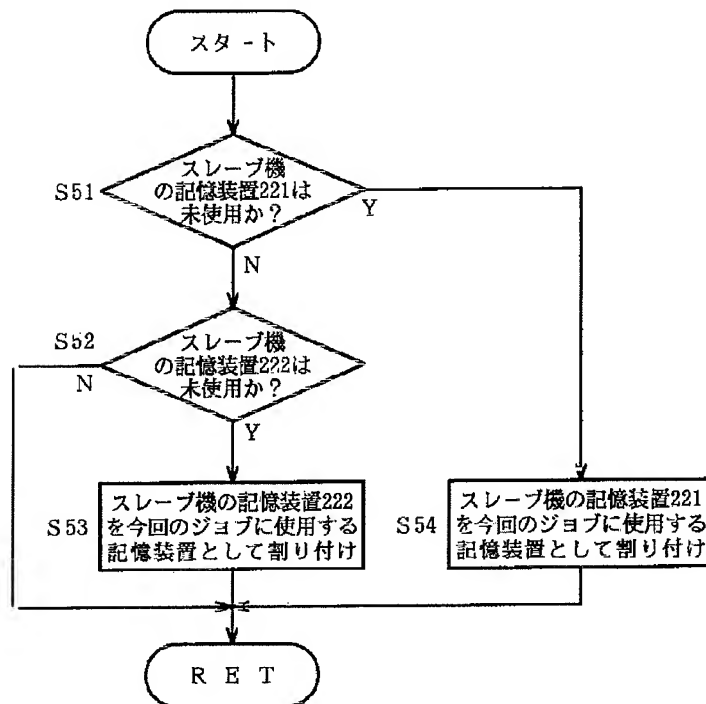 スタート
スレーブ機
の記憶装置221は
未使用か？
S51
Y
N
スレーブ機
の記憶装置222は
未使用か？
S52
N
Y
スレーブ機の記憶装置222
を今回のジョブに使用する
記憶装置として割り付け
S53
スレーブ機の記憶装置221
を今回のジョブに使用する
記憶装置として割り付け
S54
RET